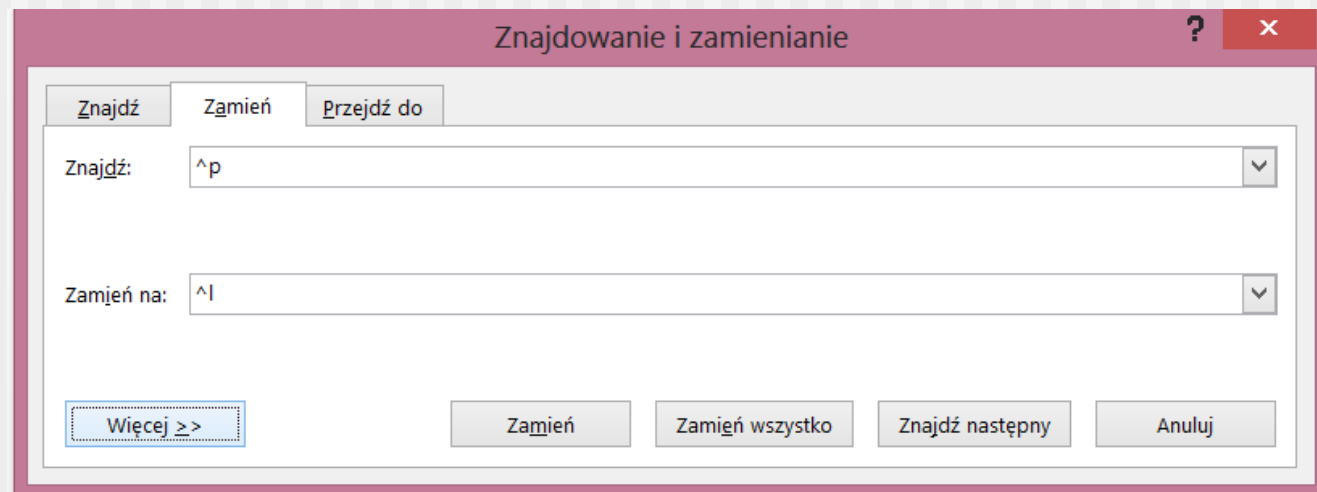 Znajdowanie i zamienianie ?
Znajdź Zamień Przejdź do
Znajdź: ^p
Zamień na: ^l
Więcej >> Zamień Zamień wszystko Znajdź następny Anuluj